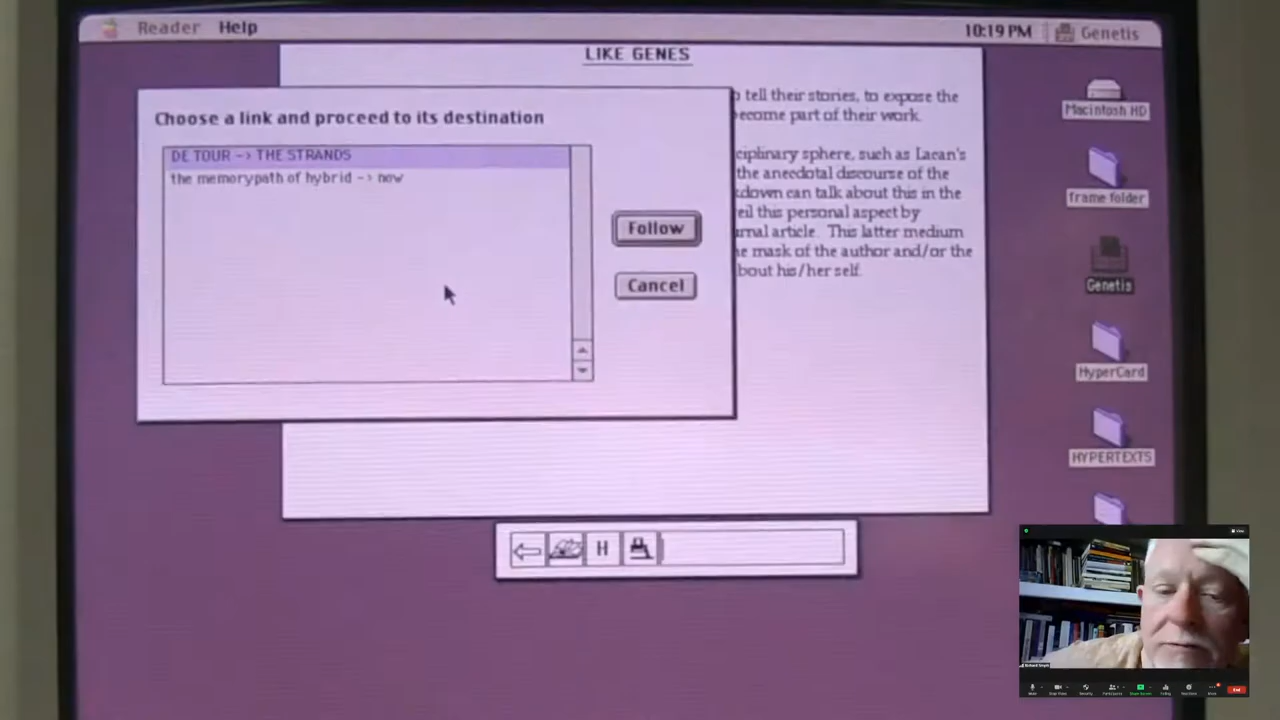 Reader Help
10:19 PM Genetis
LIKE GENES
tell their stories, to expose the
ecome part of their work.
Choose a link and proceed to its destination
DE TOUR -> THE STRANDS
the memorypath of hybrid -> now
Follow
Cancel
ciplinary sphere, such as Lacan's
the anecdotal discourse of the
kdown can talk about this in the
eil this personal aspect by
urnal article. This latter medium
e mask of the author and/or the
bout his/her self.
H
Macintosh HD
frame folder
Genetis
HyperCard
HYPERTEXTS
Richard Smyth